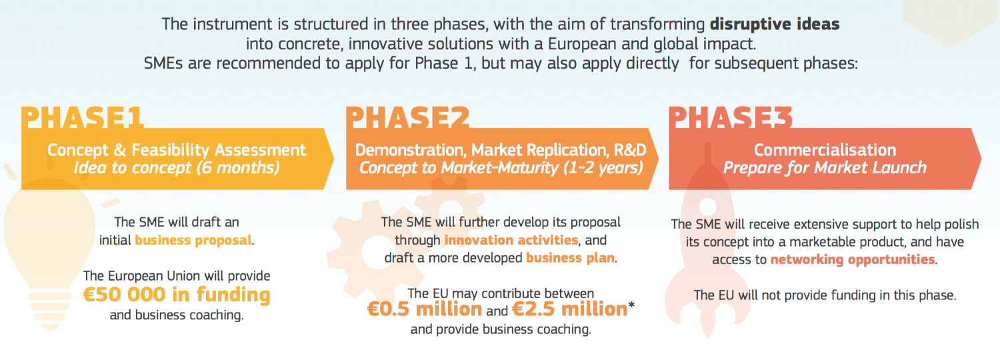 The instrument is structured in three phases, with the aim of transforming disruptive ideas
into concrete, innovative solutions with a European and global impact.
SMEs are recommended to apply for Phase 1, but may also apply directly for subsequent phases:
PHASE1
Concept & Feasibility Assessment
Idea to concept (6 months)
The SME will draft an
initial business proposal.
The European Union will provide
€50 000 in funding
and business coaching.
PHASE2
Demonstration, Market Replication, R&D
Concept to Market-Maturity (1-2 years)
The SME will further develop its proposal
through innovation activities, and
draft a more developed business plan.
The EU may contribute between
€0.5 million and €2.5 million*
and provide business coaching.
PHASE3
Commercialisation
Prepare for Market Launch
The SME will receive extensive support to help polish
its concept into a marketable product, and have
access to networking opportunities.
The EU will not provide funding in this phase.